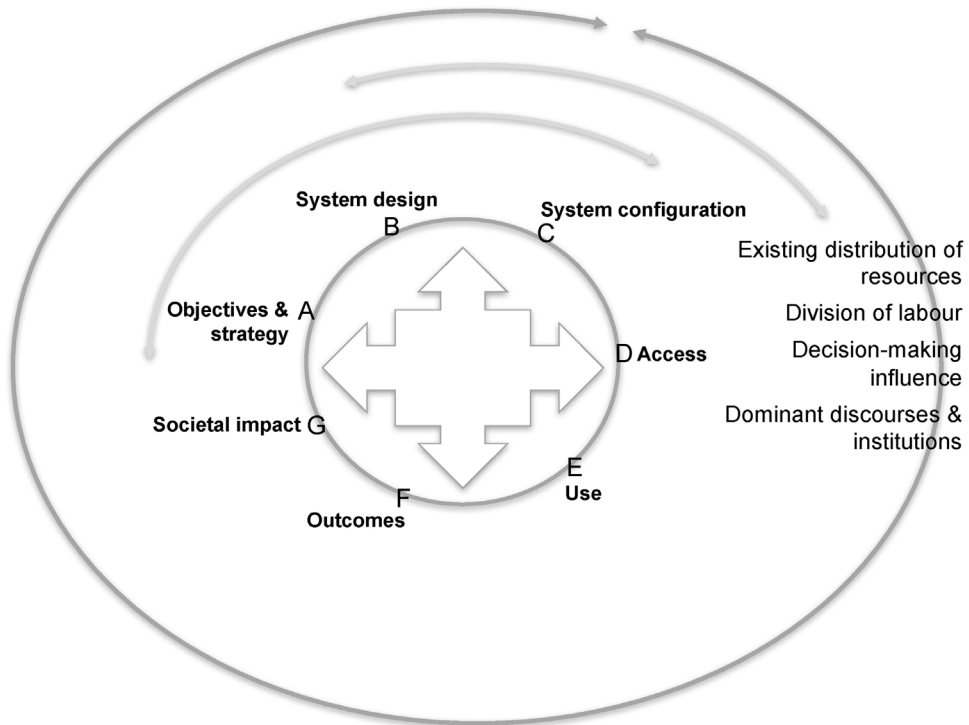 System design
B
System configuration
C
Existing distribution of
resources
Objectives &
strategy
A
Division of labour
D Access
Decision-making
influence
Societal impact G
Dominant discourses &
institutions
E
Use
F
Outcomes